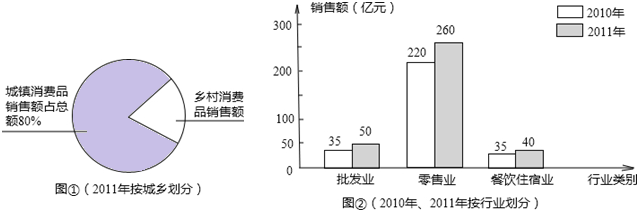 城镇消费品
销售额占总
额80%
乡村消费
品销售额
图①（2011年按城乡划分）
销售额（亿元）
2010年
2011年
300
200
100
50
0
35
50
220
260
35
40
批发业
零售业
餐饮住宿业
行业类别
图②（2010年、2011年按行业划分）